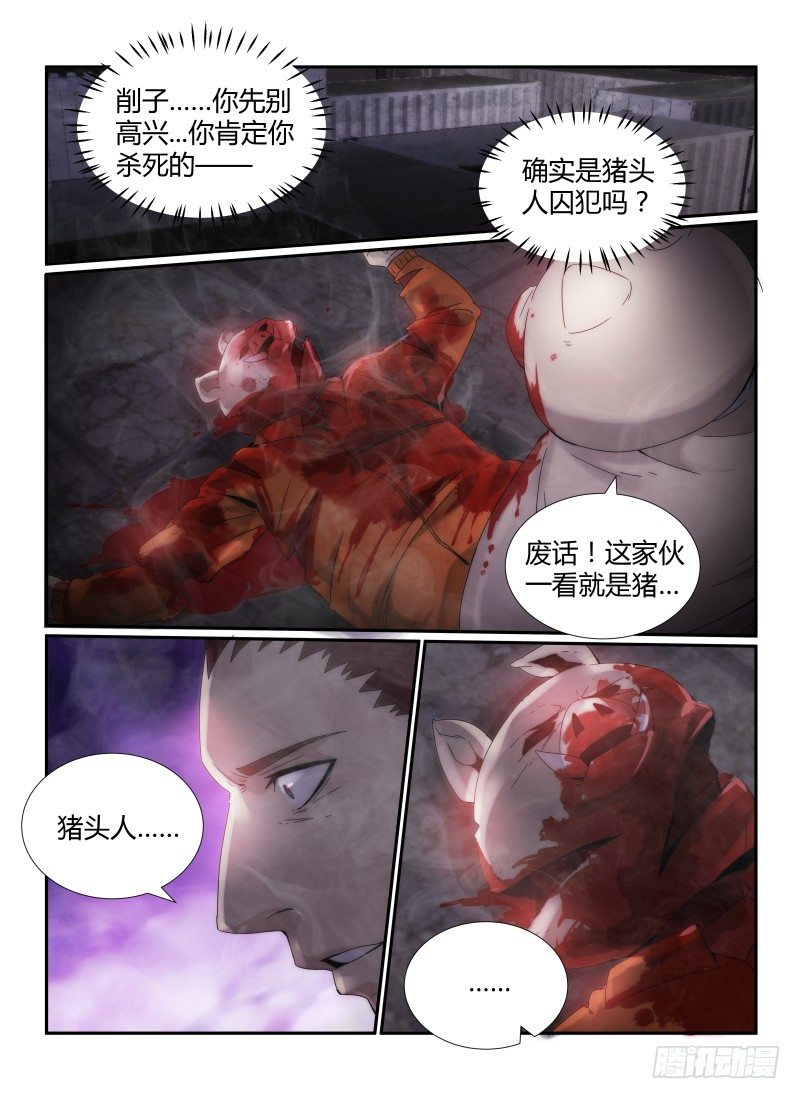 削子……你先别
高兴...你肯定你
杀死的——
确实是猪头
人囚犯吗？
废话！这家伙
一看就是猪...
猪头人……
……
腾讯动漫